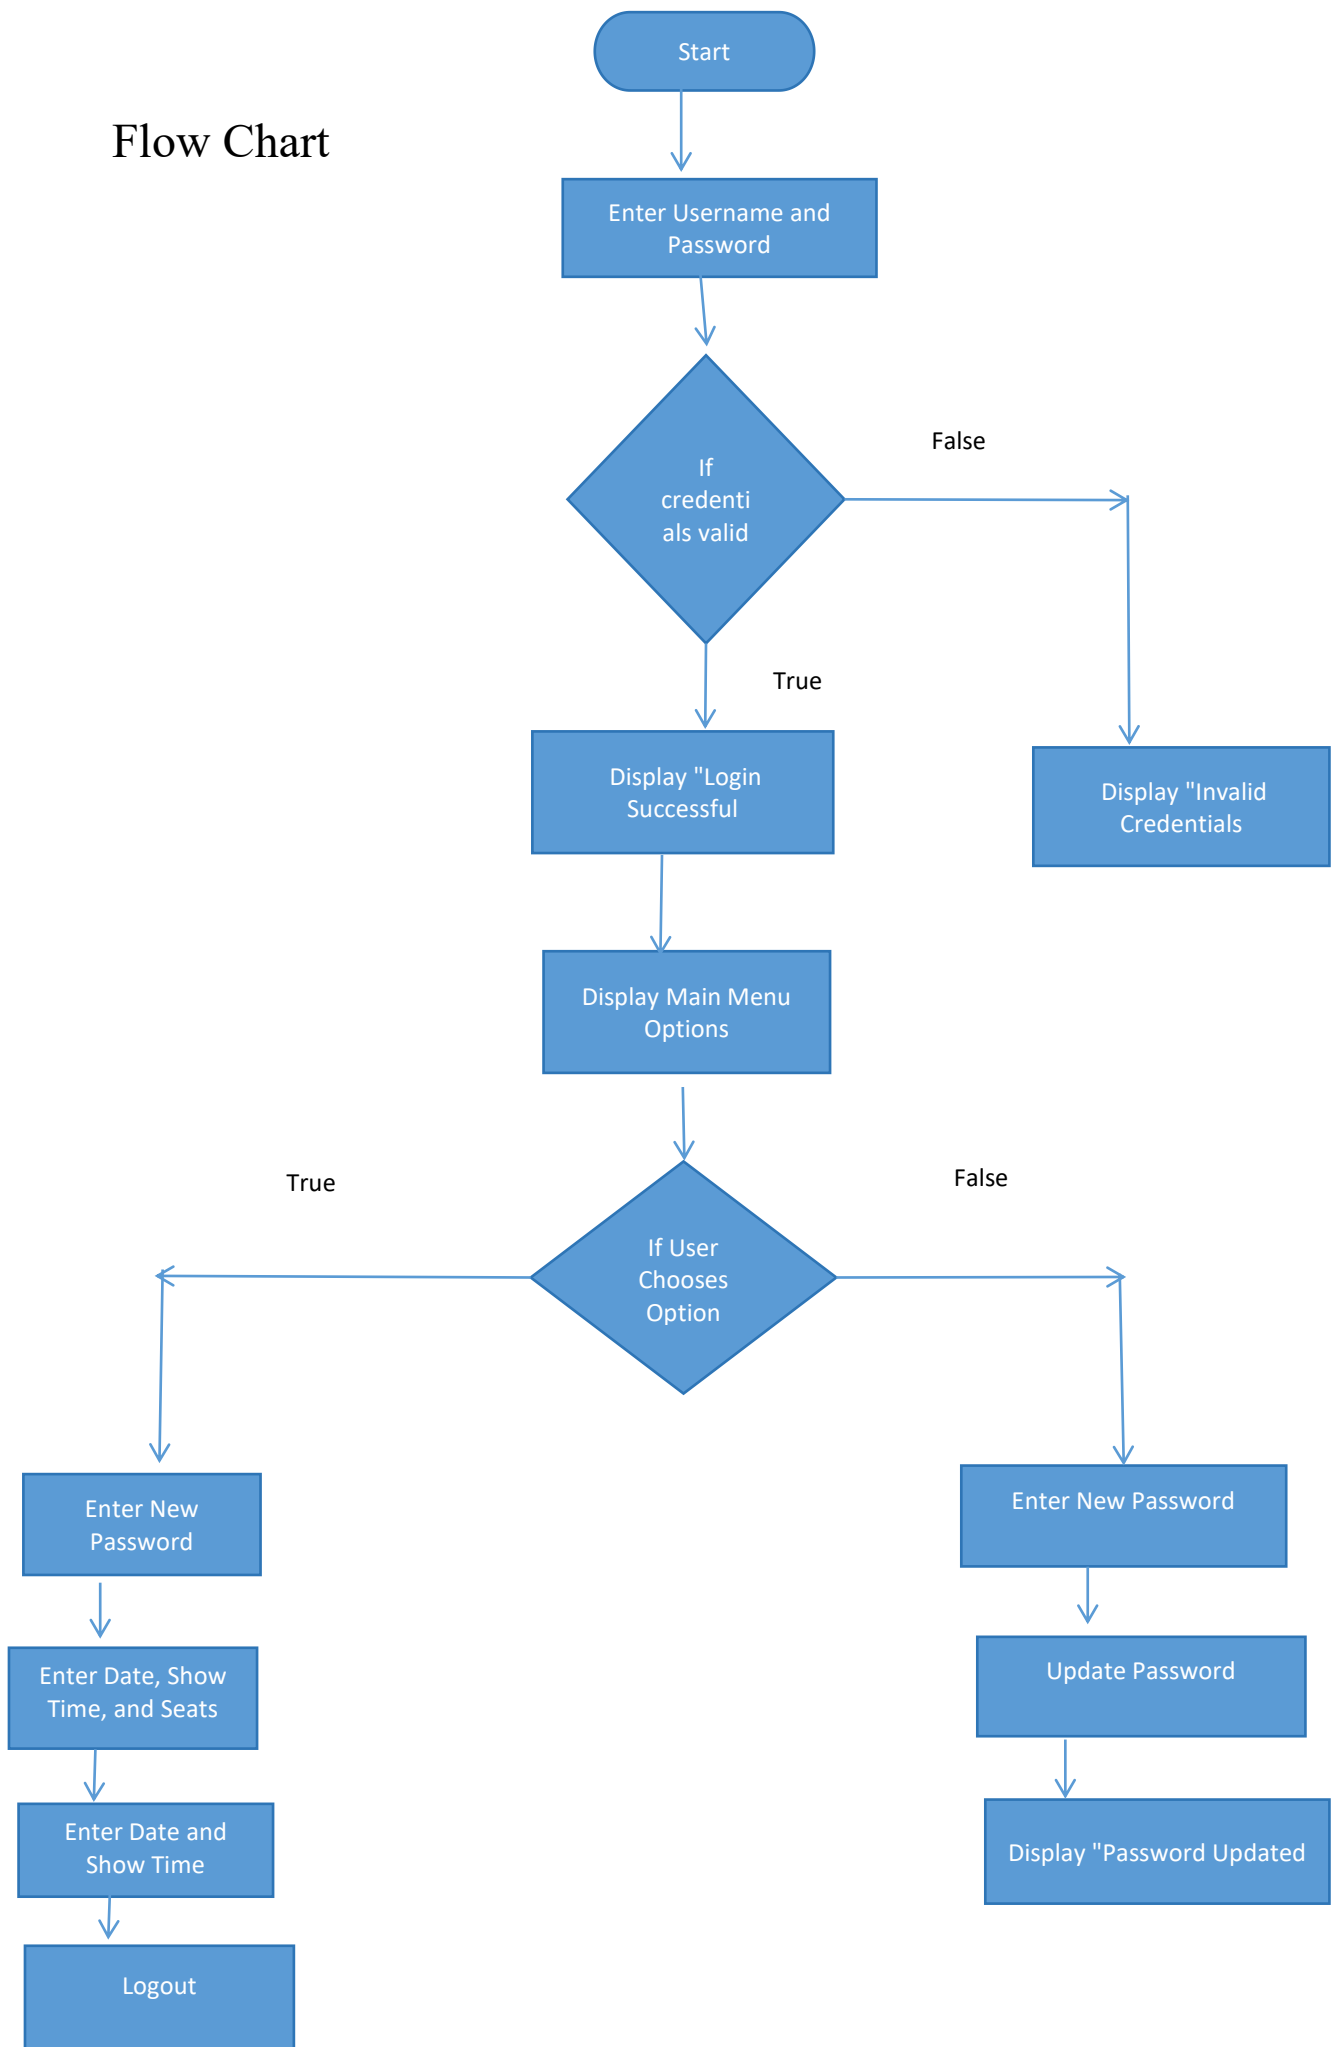 Start
Flow Chart
Enter Username and
Password
False
If
credenti
als valid
True
Display "Login
Successful
Display "Invalid
Credentials
Display Main Menu
Options
True
False
If User
Chooses
Option
Enter New
Password
Enter New Password
Enter Date, Show
Time, and Seats
Update Password
Enter Date and
Show Time
Display "Password Updated
Logout